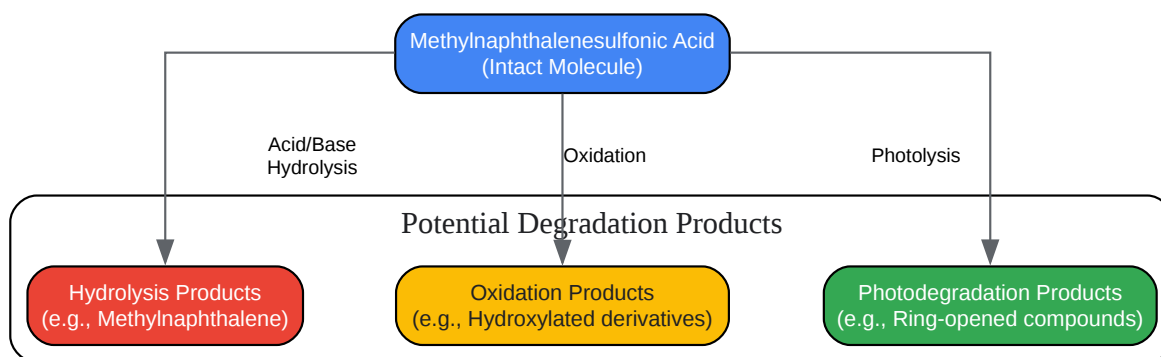 Methylnaphthalenesulfonic Acid
(Intact Molecule)
Acid/Base
Hydrolysis
Oxidation
Photolysis
Potential Degradation Products
Hydrolysis Products
(e.g., Methylnaphthalene)
Oxidation Products
(e.g., Hydroxylated derivatives)
Photodegradation Products
(e.g., Ring-opened compounds)